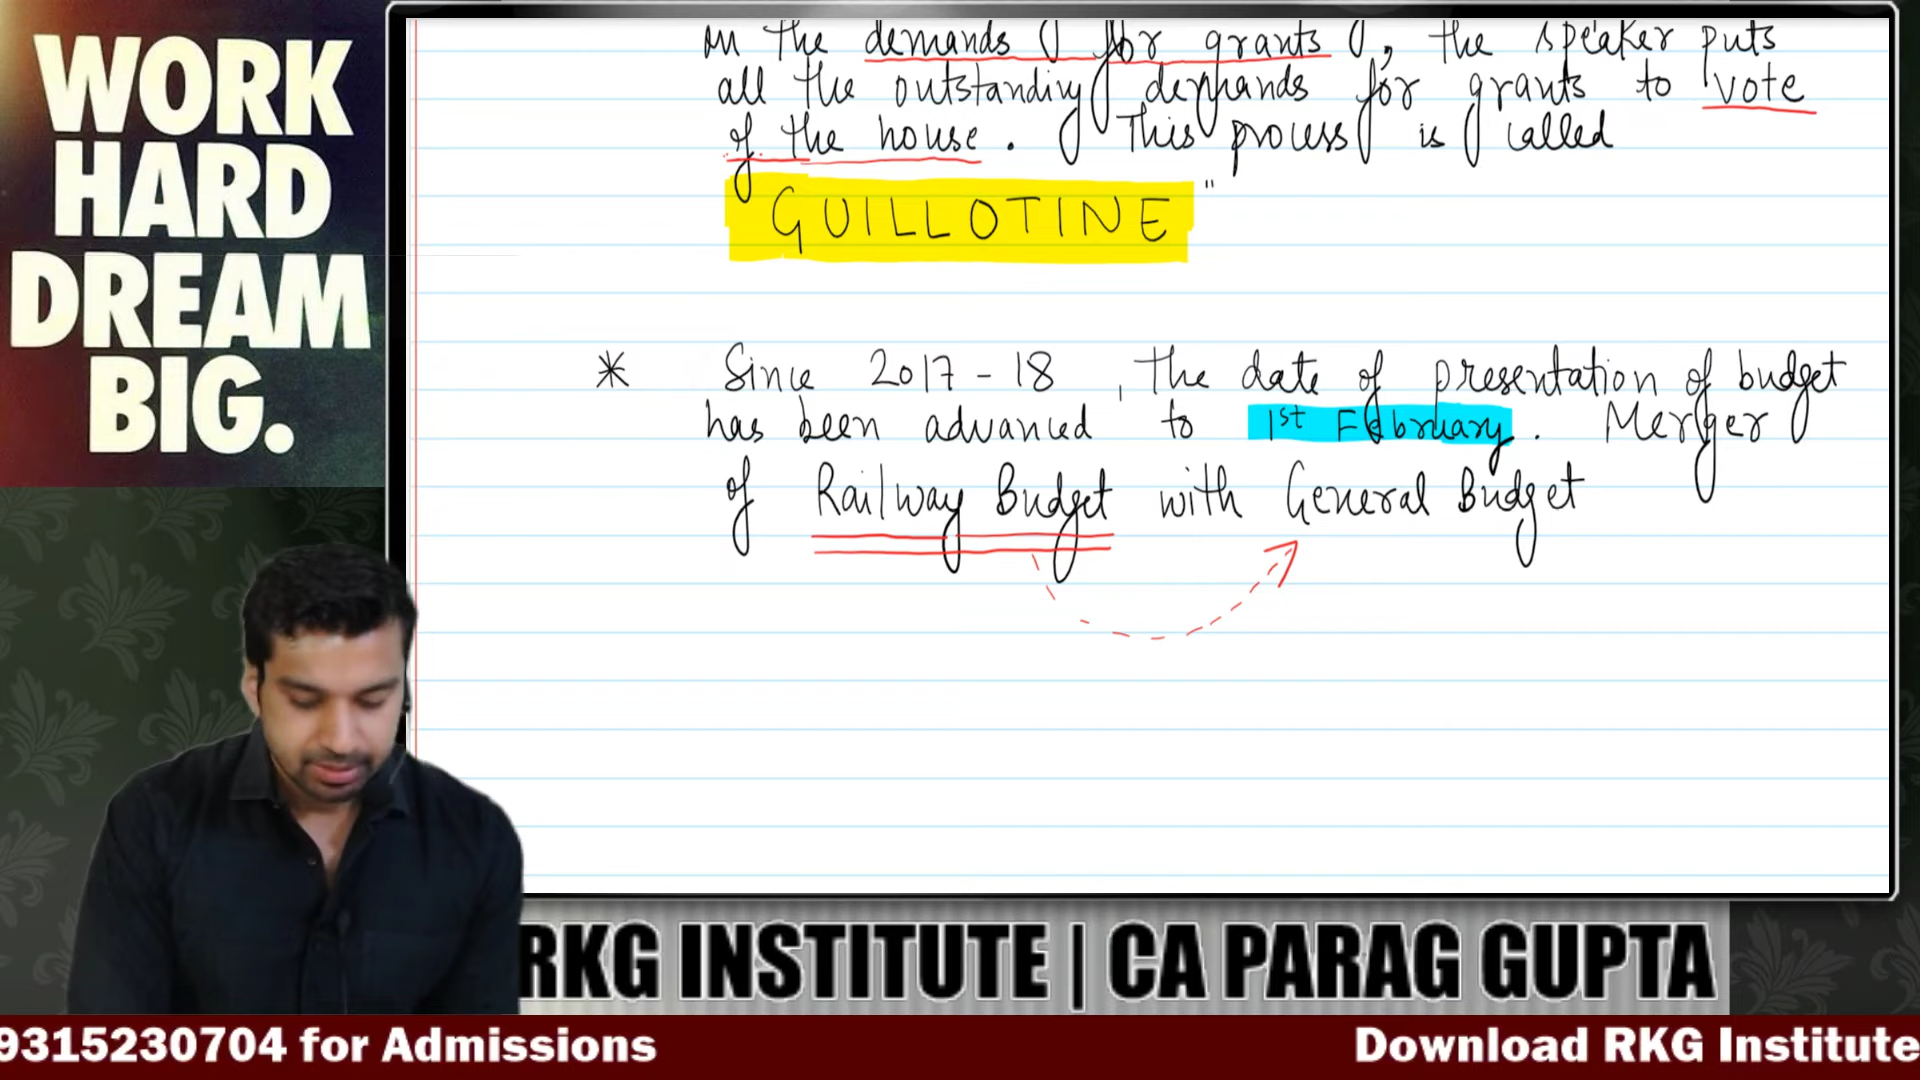 WORK
HARD
DREAM
BIG.
on the demands for grants, the speaker puts
all the outstanding demands for grants to vote
of the house. This process is called
GUILLOTINE"
* Since 2017-18, the date of presentation of budget
has been advanced to 1st February. Merger
of Railway Budget with General Budget
RKG INSTITUTE | CA PARAG GUPTA
9315230704 for Admissions
Download RKG Institute